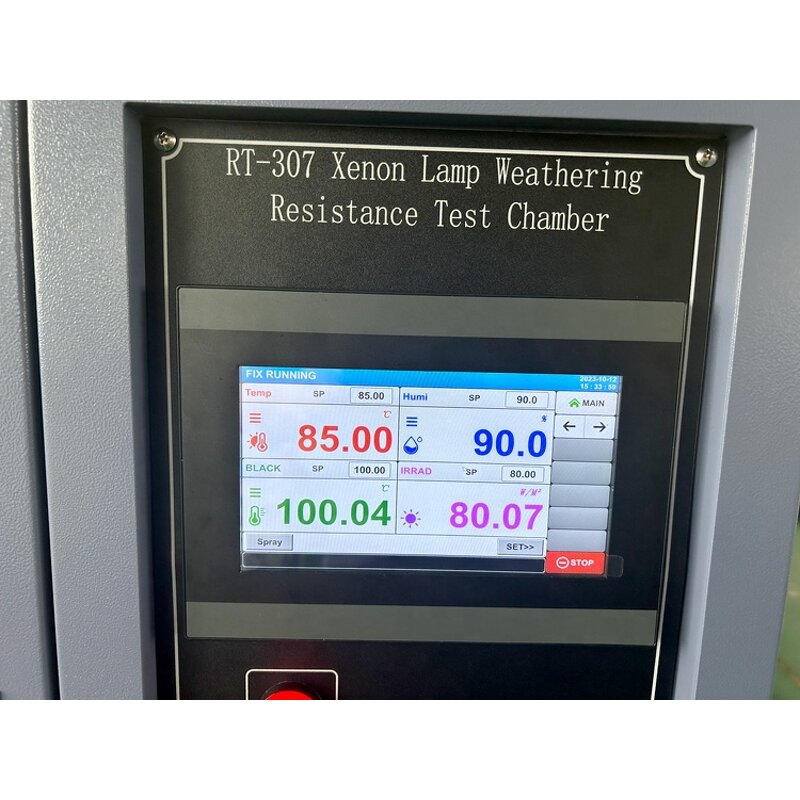 RT-307 Xenon Lamp Weathering
Resistance Test Chamber
FIX RUNNING
2023-10-12
15:33:59
Temp SP 85.00
℃
85.00
Humi SP 90.0
%
90.0
MAIN
← →
BLACK SP 100.00
℃
100.04
IRRAD SP 80.00
W/M²
80.07
Spray
SET>>
STOP